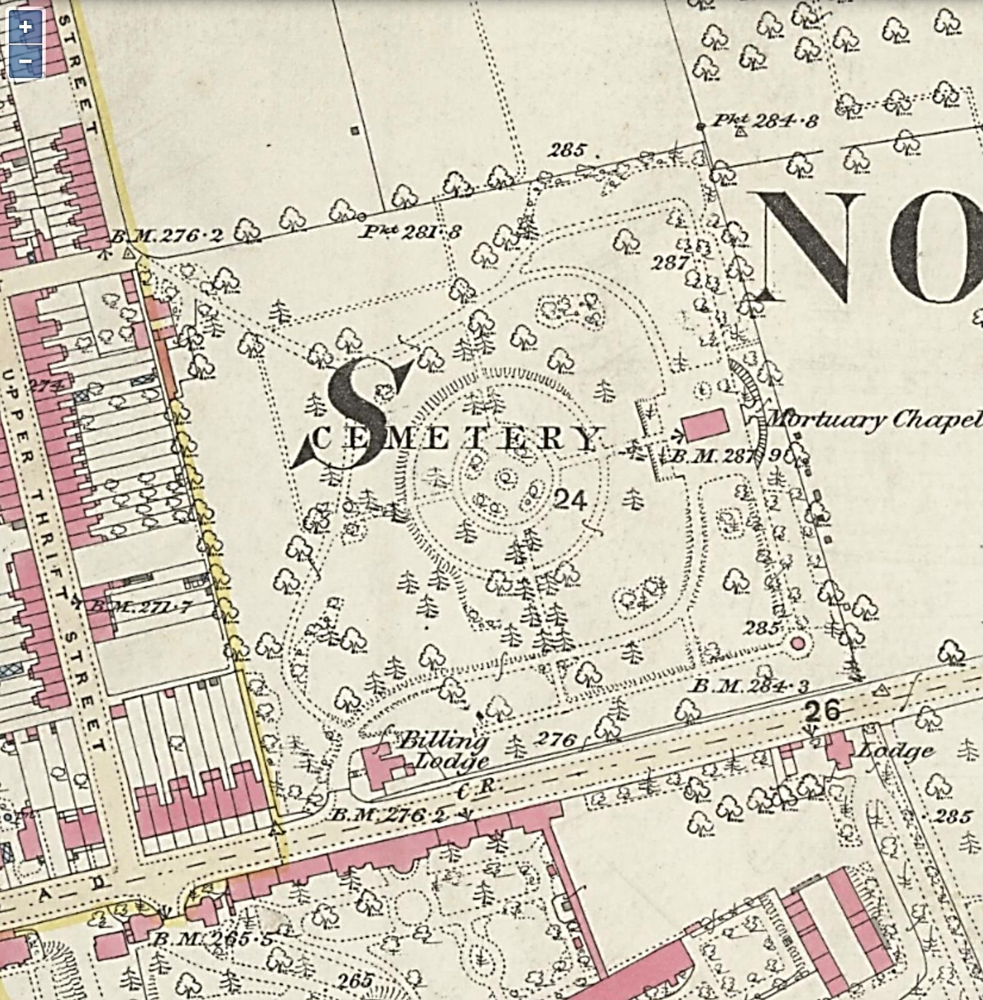 +
−
STREET
Pkt 284·8
285
B.M. 276·2
Pkt 281·8
NO
287
UPPER THRIFT STREET
274
S
Mortuary Chapel
CEMETERY
B.M. 287·9
24
B.M. 271·7
285
B.M. 284·3
26
Billing
Lodge
276
Lodge
C R
B.M. 276·2
285
A D
B.M. 265·5
265